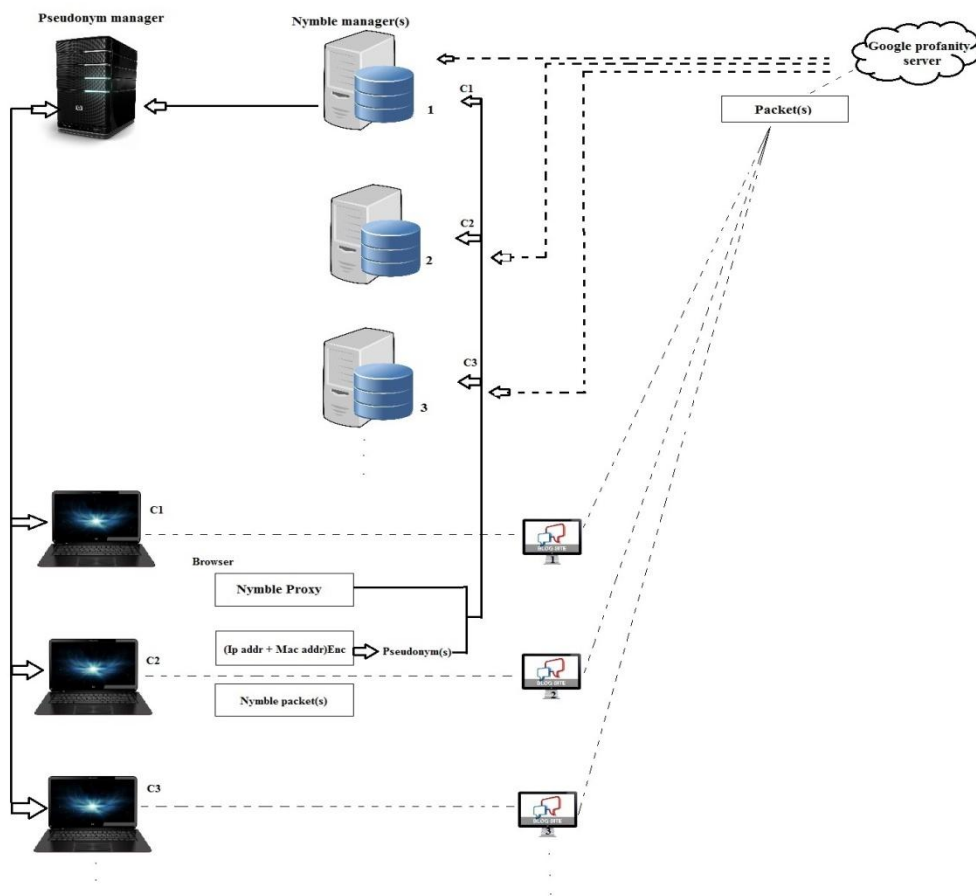 Pseudonym manager
Nymble manager(s)
Google profanity
server
C1
1
Packet(s)
C2
2
C3
3
C1
BLOG SITE
1
Browser
Nymble Proxy
(Ip addr + Mac addr)Enc
Pseudonym(s)
C2
BLOG SITE
2
Nymble packet(s)
C3
BLOG SITE
3